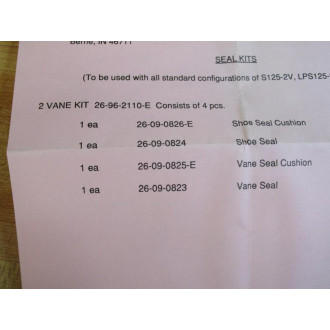 Berne, IN 46711
SEAL KITS
(To be used with all standard configurations of S125-2V, LPS125-
2 VANE KIT 26-96-2110-E Consists of 4 pcs.
1 ea 26-09-0826-E Shoe Seal Cushion
1 ea 26-09-0824 Shoe Seal
1 ea 26-09-0825-E Vane Seal Cushion
1 ea 26-09-0823 Vane Seal